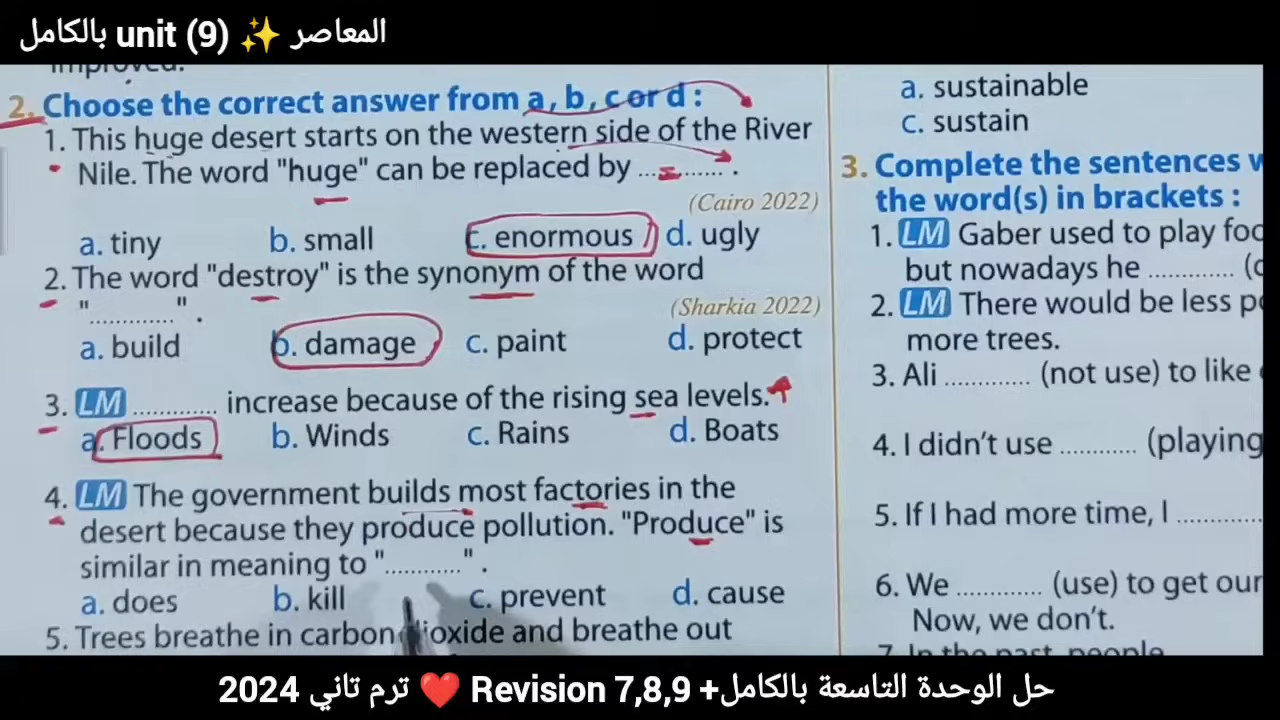 المعاصر ✨ unit (9) بالكامل
improved.
2. Choose the correct answer from a, b, c or d :
1. This huge desert starts on the western side of the River
Nile. The word "huge" can be replaced by ............... .
(Cairo 2022)
a. tiny b. small c. enormous d. ugly
2. The word "destroy" is the synonym of the word
"............." .
(Sharkia 2022)
a. build b. damage c. paint d. protect
3. LM ............. increase because of the rising sea levels.
a. Floods b. Winds c. Rains d. Boats
4. LM The government builds most factories in the
desert because they produce pollution. "Produce" is
similar in meaning to "............" .
a. does b. kill c. prevent d. cause
5. Trees breathe in carbon dioxide and breathe out
a. sustainable
c. sustain
3. Complete the sentences
the word(s) in brackets :
1. LM Gaber used to play
but nowadays he .............
2. LM There would be less
more trees.
3. Ali ............. (not use) to like
4. I didn't use ............ (playing
5. If I had more time, I .............
6. We ............. (use) to get our
Now, we don't.
7. In the past, people
حل الوحدة التاسعة بالكامل+ Revision 7,8,9 ❤️ ترم تاني 2024